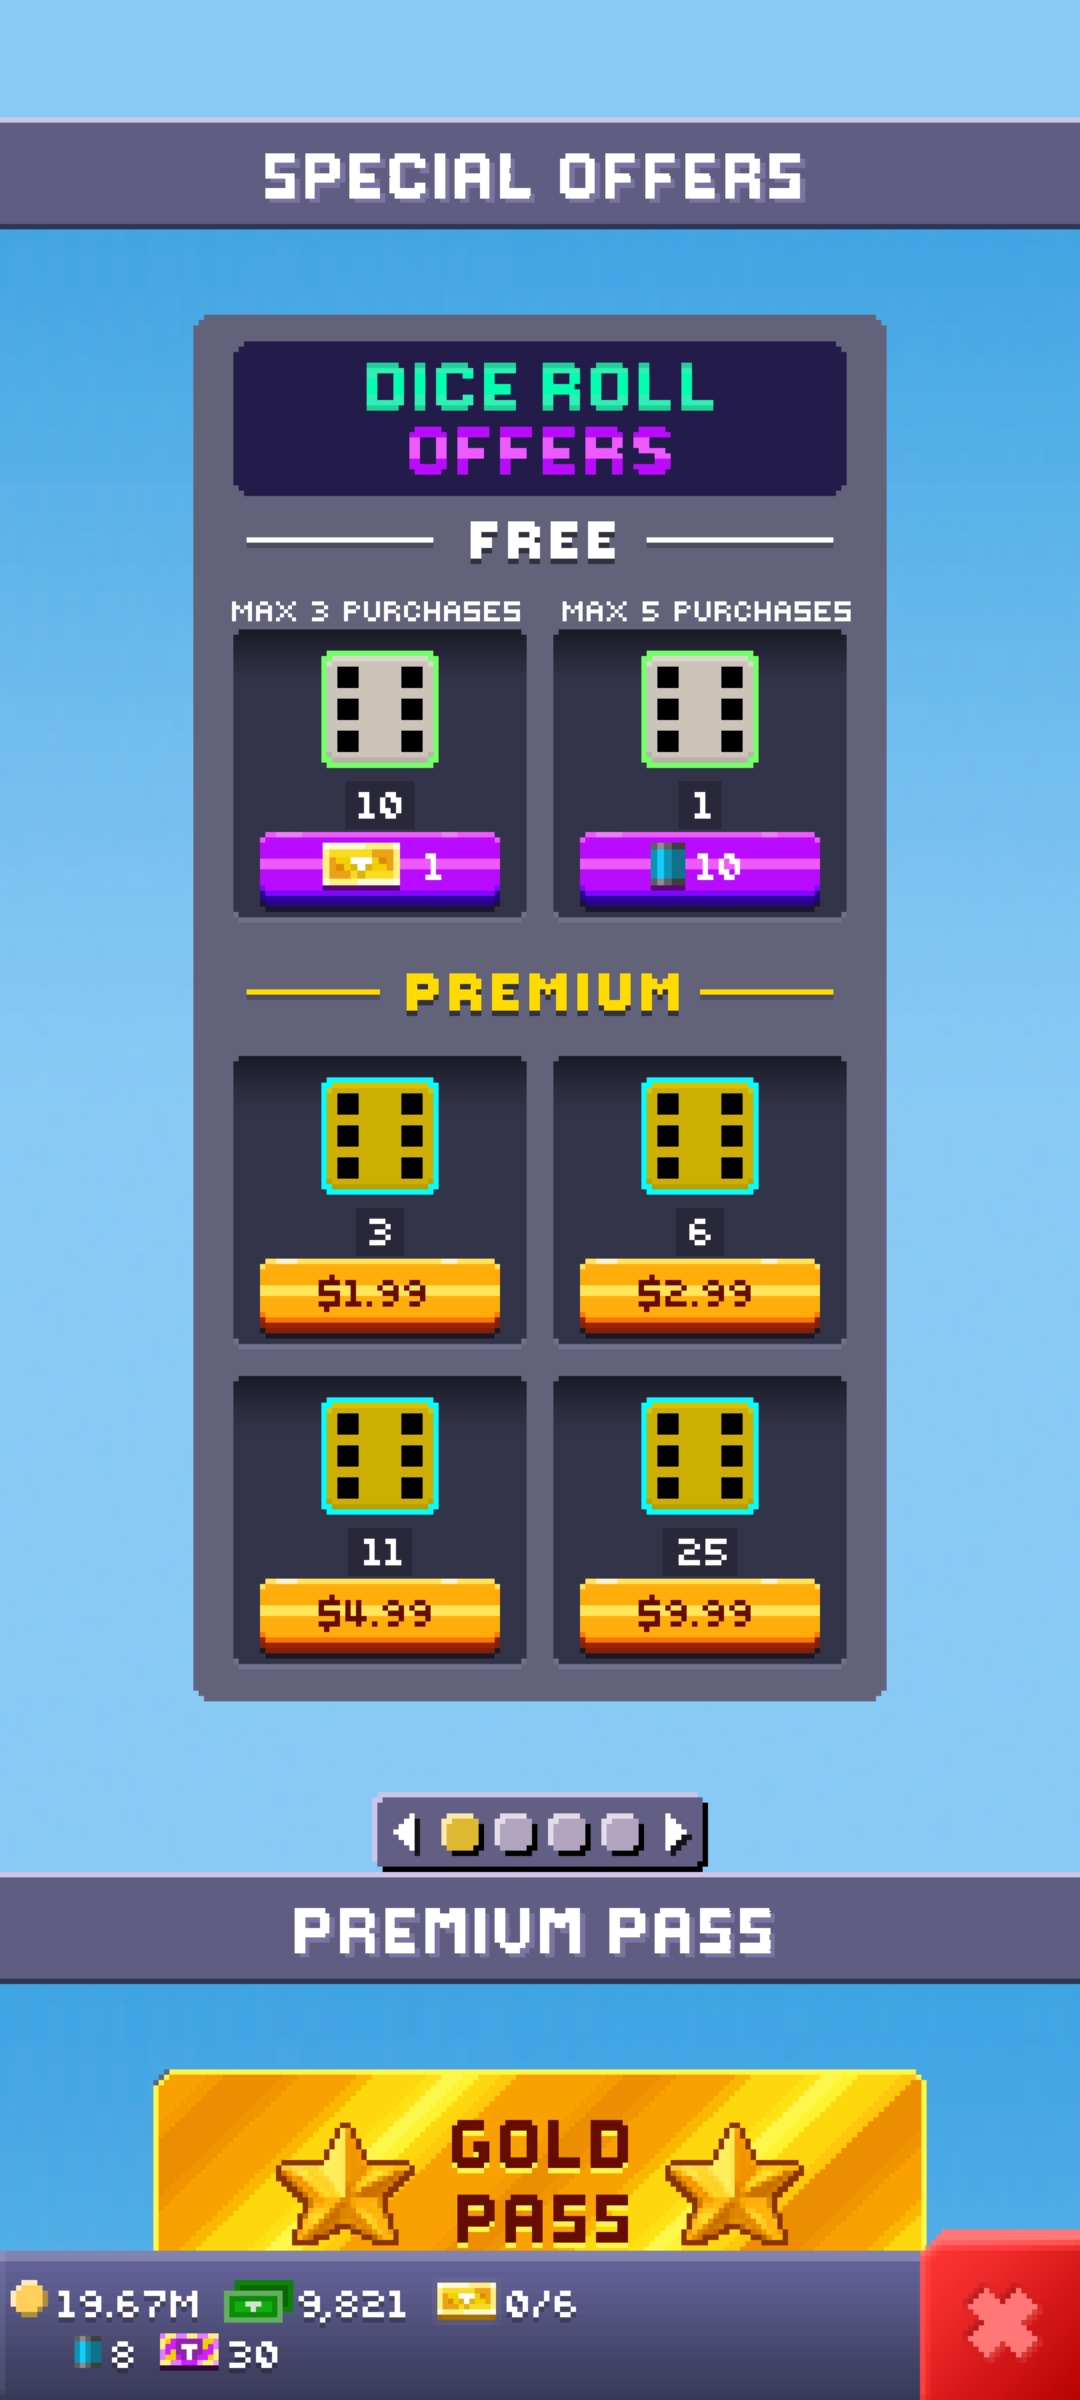 SPECIAL OFFERS
DICE ROLL
OFFERS
FREE
MAX 3 PURCHASES MAX 5 PURCHASES
10 1
1 10
PREMIUM
3 6
$1.99 $2.99
11 25
$4.99 $9.99
PREMIUM PASS
GOLD
PASS
19.67M 9,821 0/6
8 T 30